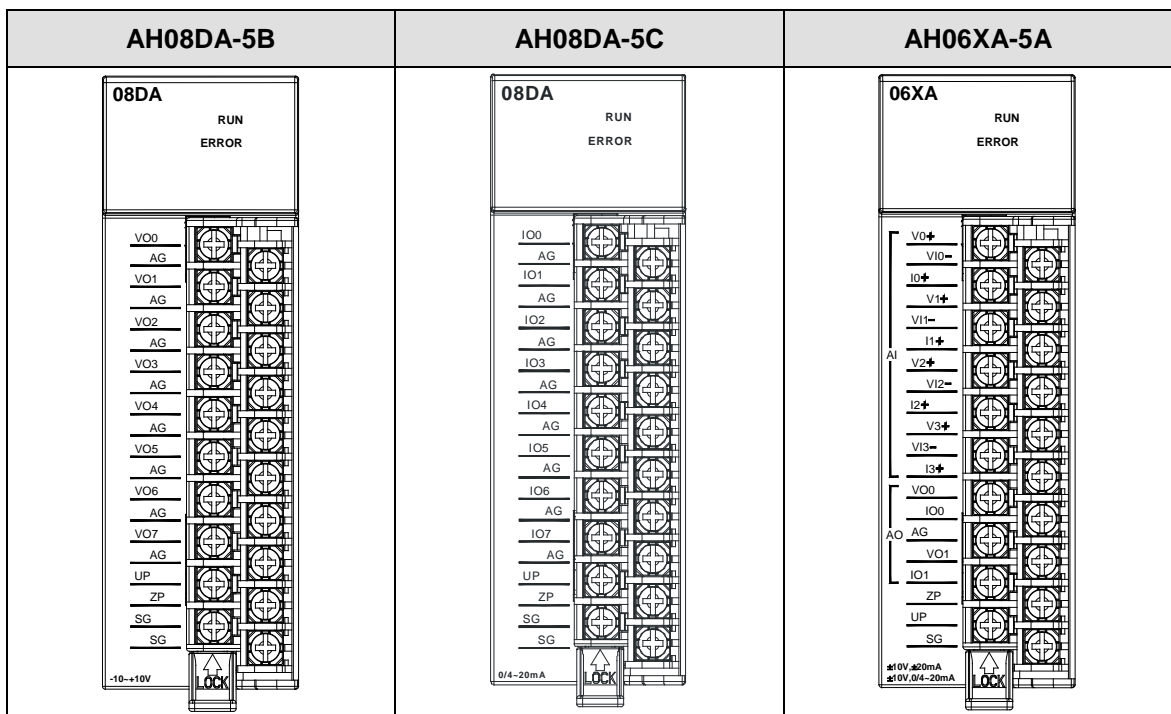 AH08DA-5B
AH08DA-5C
AH06XA-5A
08DA
RUN
ERROR
VO0
AG
VO1
AG
VO2
AG
VO3
AG
VO4
AG
VO5
AG
VO6
AG
VO7
AG
UP
ZP
SG
SG
-10~+10V
LOCK
08DA
RUN
ERROR
IO0
AG
IO1
AG
IO2
AG
IO3
AG
IO4
AG
IO5
AG
IO6
AG
IO7
AG
UP
ZP
SG
SG
0/4~20mA
LOCK
06XA
RUN
ERROR
AI
V0+
VI0-
I0+
V1+
VI1-
I1+
V2+
VI2-
I2+
V3+
VI3-
I3+
AO
VO0
IO0
AG
VO1
IO1
ZP
UP
SG
±10V,±20mA
±10V,0/4~20mA
LOCK